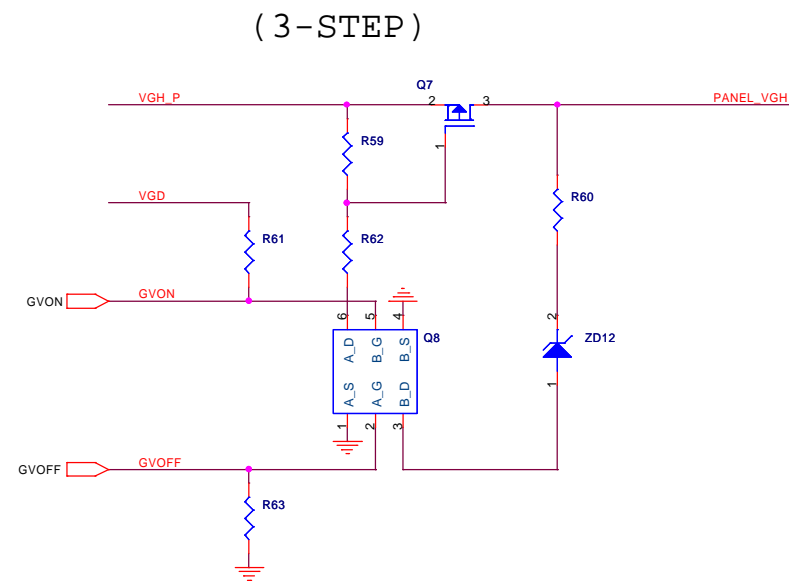 (3-STEP)
Q7
VGH_P
2
3
PANEL_VGH
R59
1
VGD
R60
R61
R62
GVON
GVON
6
5
4
2
A_D
B_G
B_S
Q8
ZD12
A_S
A_G
B_D
1
1
2
3
GVOFF
GVOFF
R63